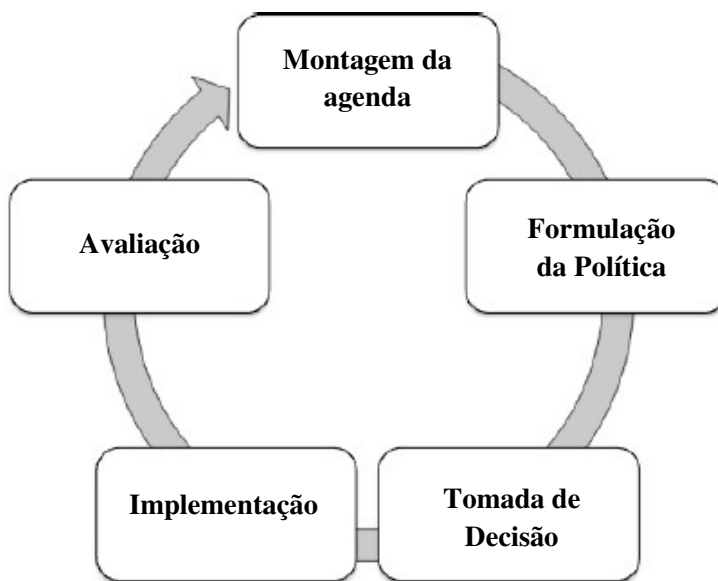 Montagem da
agenda
Formulação
da Política
Tomada de
Decisão
Implementação
Avaliação